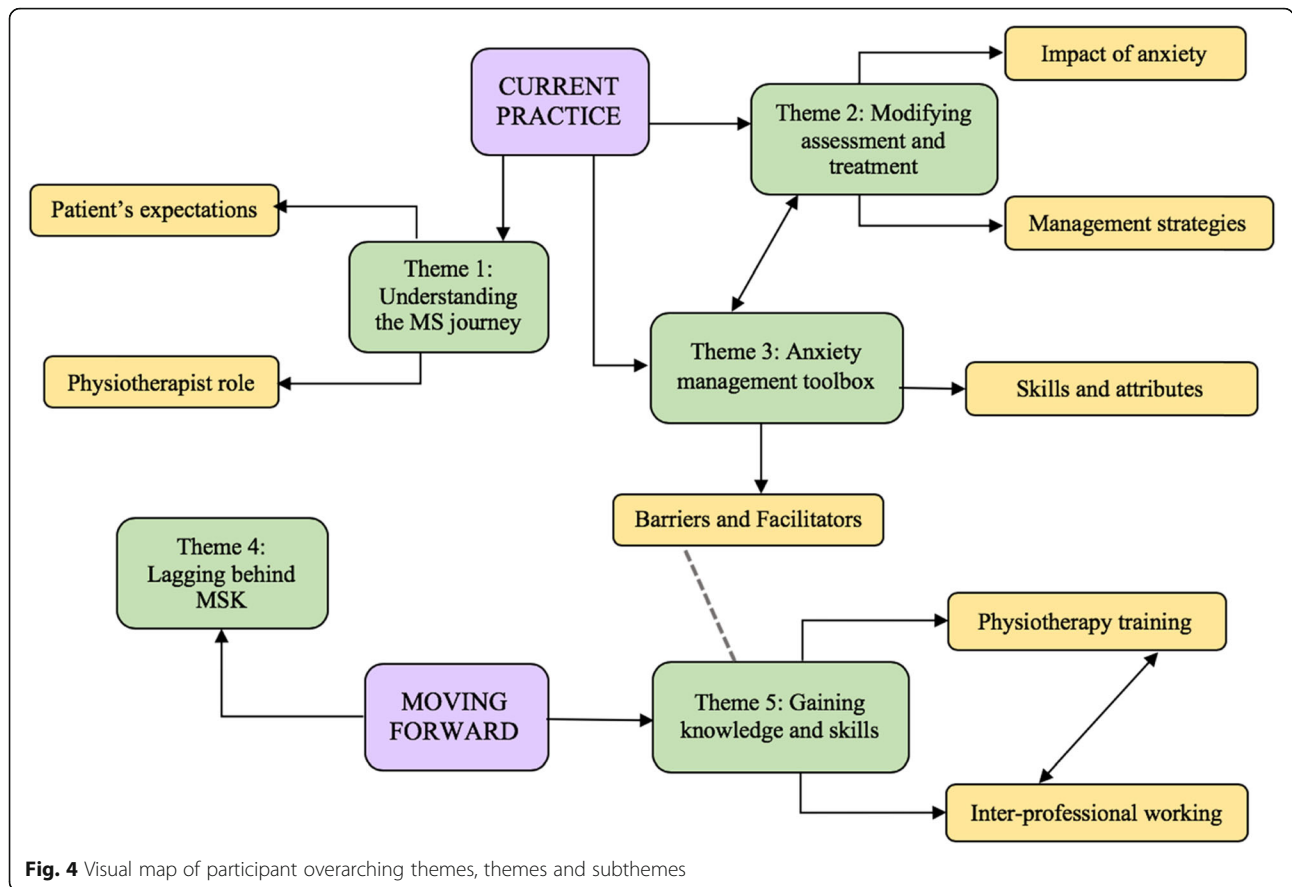 CURRENT
PRACTICE
Impact of anxiety
Theme 2: Modifying
assessment and
treatment
Management strategies
Patient's expectations
Theme 1:
Understanding
the MS journey
Physiotherapist role
Theme 3: Anxiety
management toolbox
Skills and attributes
Barriers and Facilitators
Theme 4:
Lagging behind
MSK
MOVING
FORWARD
Theme 5: Gaining
knowledge and skills
Physiotherapy training
Inter-professional working
Fig. 4 Visual map of participant overarching themes, themes and subthemes